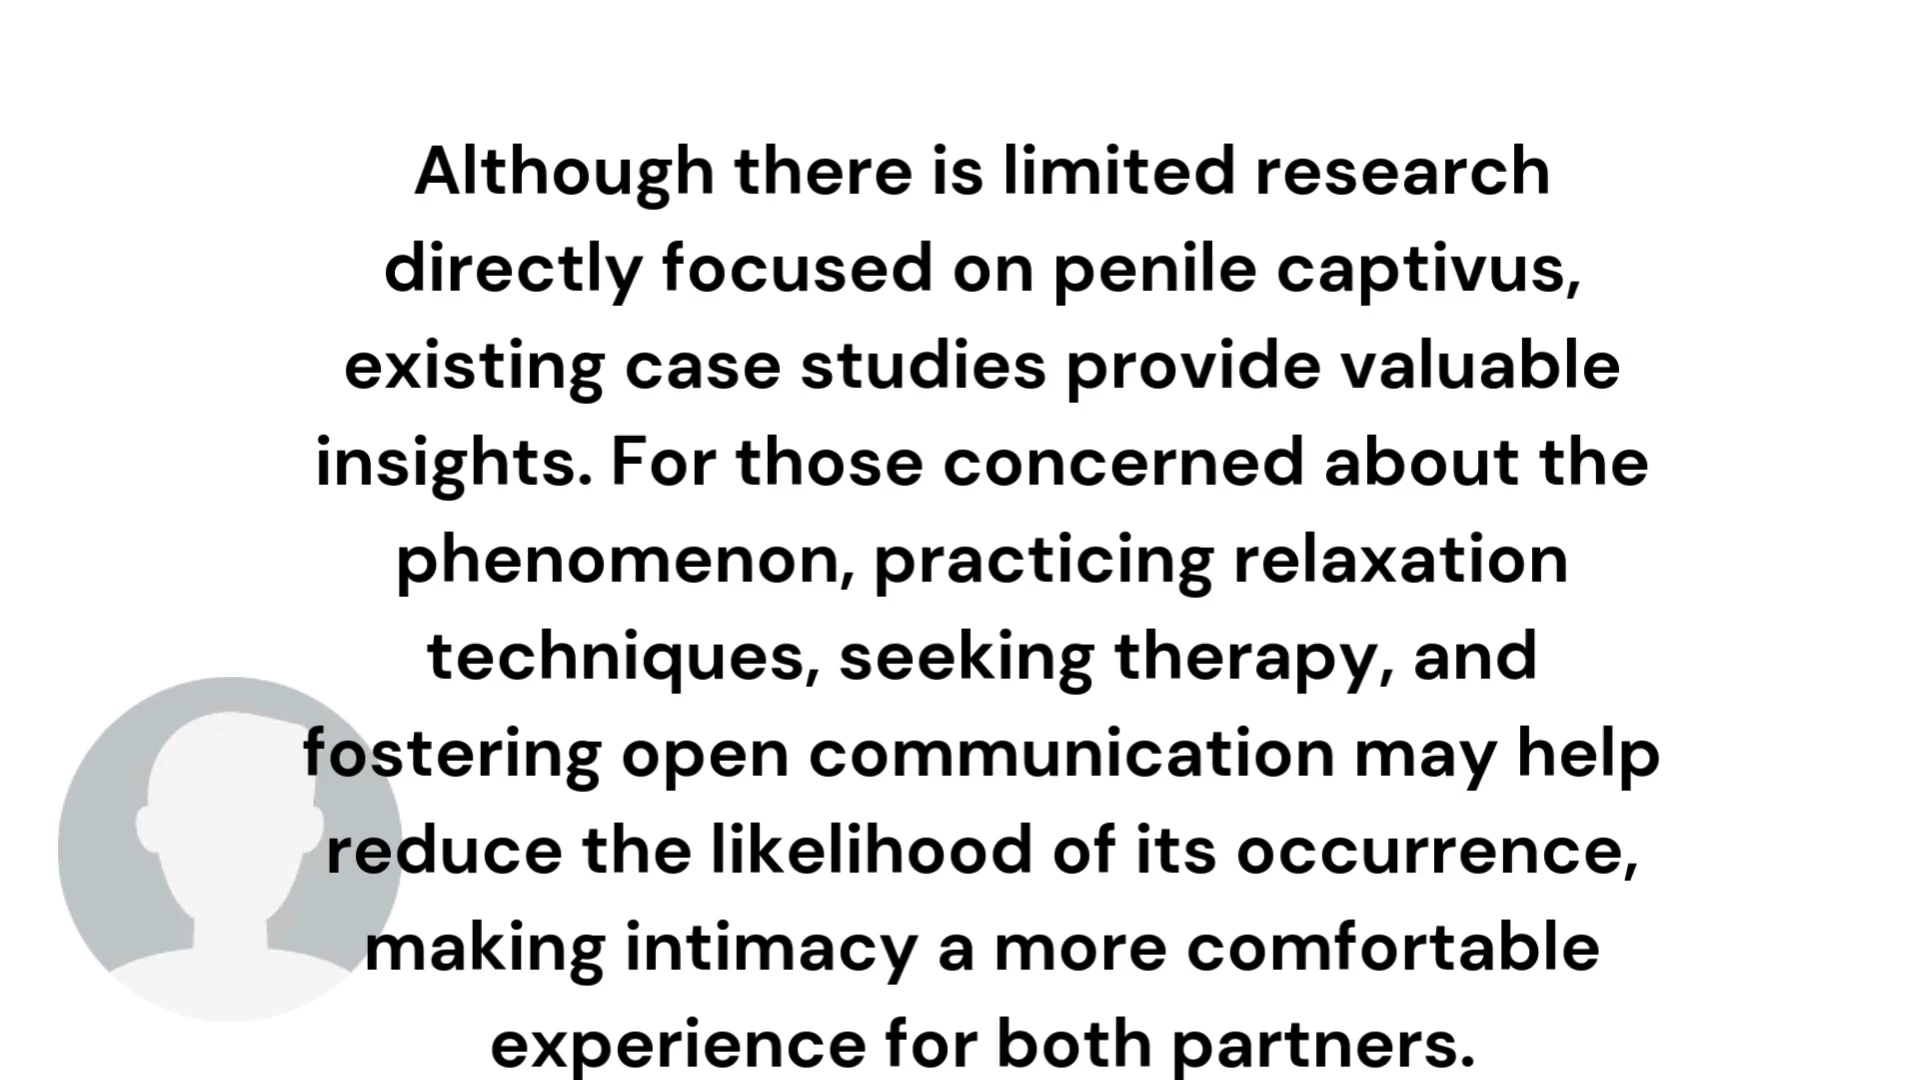 Although there is limited research
directly focused on penile captivus,
existing case studies provide valuable
insights. For those concerned about the
phenomenon, practicing relaxation
techniques, seeking therapy, and
fostering open communication may help
reduce the likelihood of its occurrence,
making intimacy a more comfortable
experience for both partners.